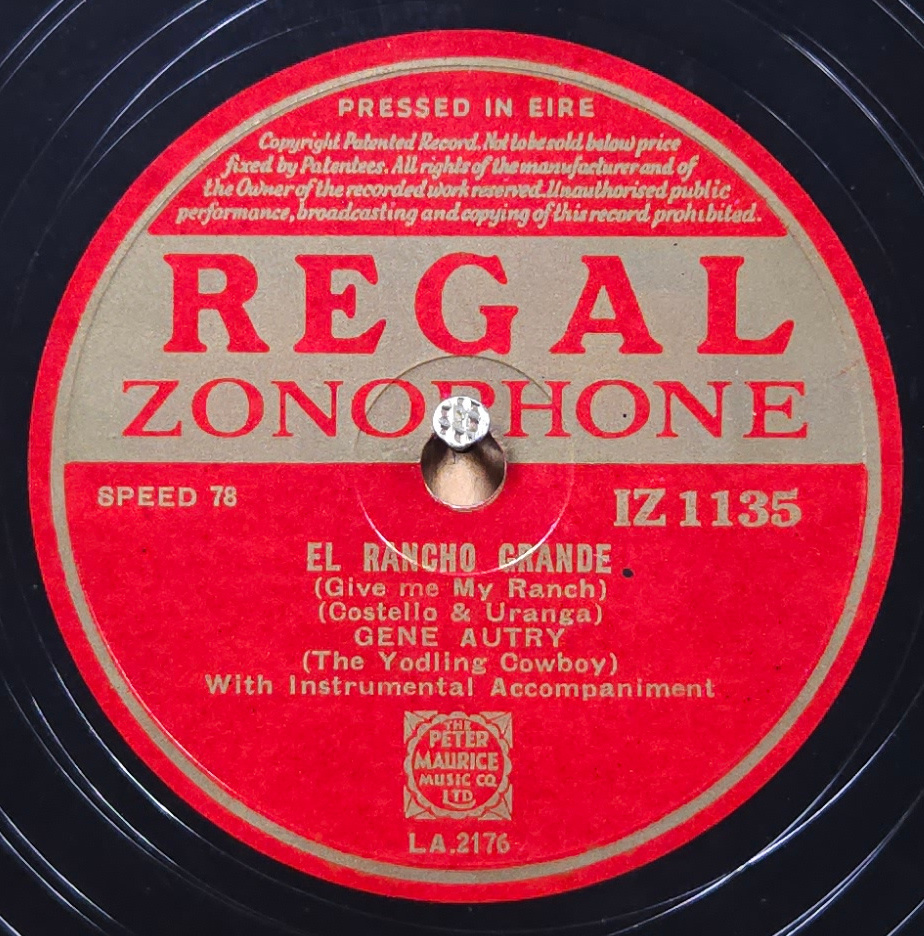 PRESSED IN EIRE
Copyright Patented Record, Not to be sold below price
fixed by Patentees. All rights of the manufacturer and of
the Owner of the recorded work reserved. Unauthorised public
performance, broadcasting and copying of this record prohibited.
REGAL
ZONOPHONE
SPEED 78
IZ 1135
EL RANCHO GRANDE
(Give me My Ranch)
(Costello & Uranga)
GENE AUTRY
(The Yodling Cowboy)
With Instrumental Accompaniment
THE
PETER
MAURICE
MUSIC CO
LTD
LA.2176